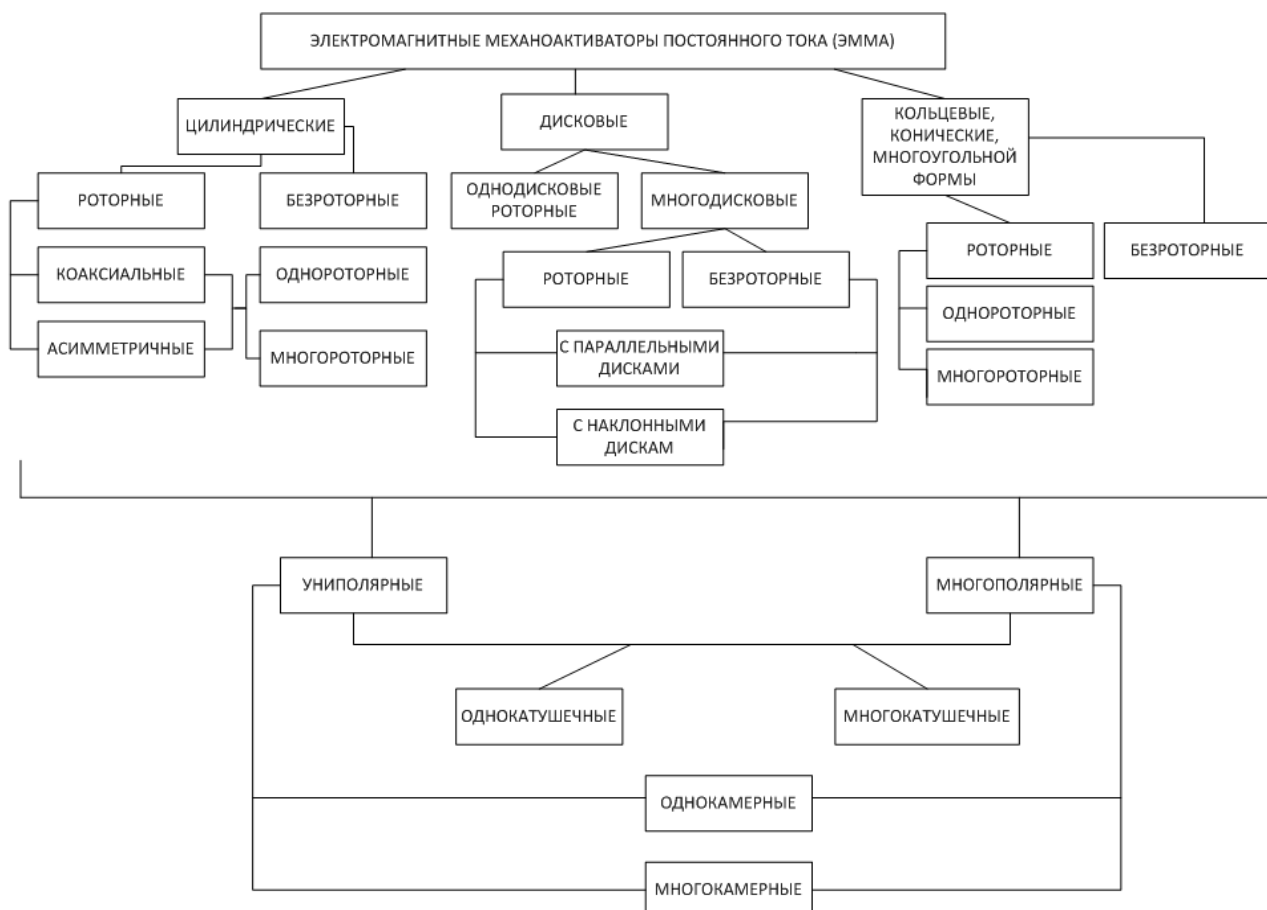 ЭЛЕКТРОМАГНИТНЫЕ МЕХАНОАКТИВАТОРЫ ПОСТОЯННОГО ТОКА (ЭММА)
ЦИЛИНДРИЧЕСКИЕ
ДИСКОВЫЕ
КОЛЬЦЕВЫЕ,
КОНИЧЕСКИЕ,
МНОГОУГОЛЬНОЙ
ФОРМЫ
РОТОРНЫЕ
БЕЗРОТОРНЫЕ
ОДНОДИСКОВЫЕ
РОТОРНЫЕ
МНОГОДИСКОВЫЕ
РОТОРНЫЕ
БЕЗРОТОРНЫЕ
КОАКСИАЛЬНЫЕ
ОДНОРОТОРНЫЕ
РОТОРНЫЕ
БЕЗРОТОРНЫЕ
ОДНОРОТОРНЫЕ
АСИММЕТРИЧНЫЕ
МНОГОРОТОРНЫЕ
С ПАРАЛЛЕЛЬНЫМИ
ДИСКАМИ
МНОГОРОТОРНЫЕ
С НАКЛОННЫМИ
ДИСКАМ
УНИПОЛЯРНЫЕ
МНОГОПОЛЯРНЫЕ
ОДНОКАТУШЕЧНЫЕ
МНОГОКАТУШЕЧНЫЕ
ОДНОКАМЕРНЫЕ
МНОГОКАМЕРНЫЕ